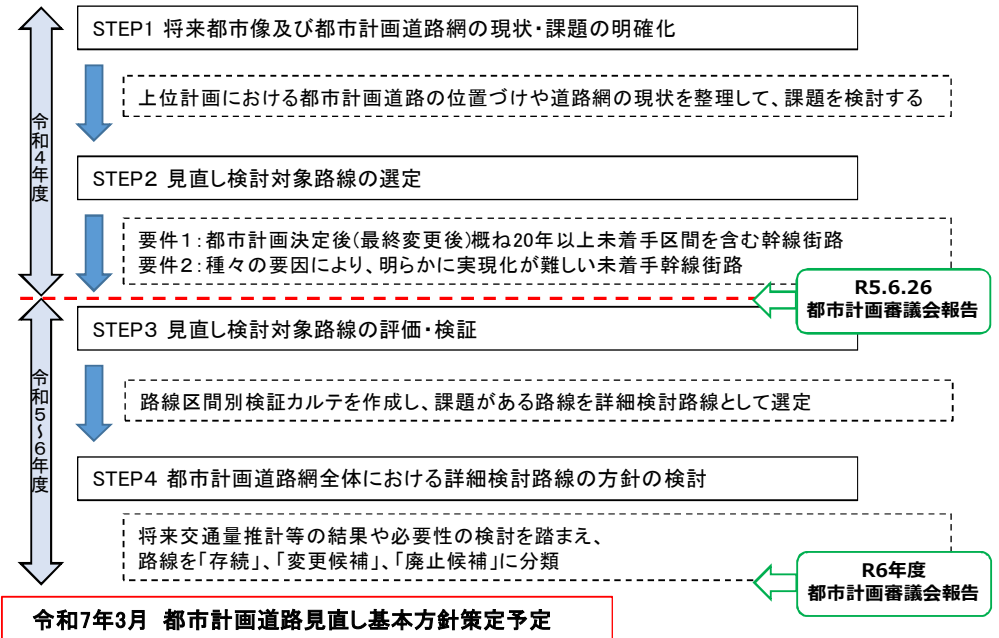 STEP1 将来都市像及び都市計画道路網の現状・課題の明確化
上位計画における都市計画道路の位置づけや道路網の現状を整理して、課題を検討する
令和4年度
STEP2 見直し検討対象路線の選定
要件1：都市計画決定後(最終変更後)概ね20年以上未着手区間を含む幹線街路
要件2：種々の要因により、明らかに実現化が難しい未着手幹線街路
R5.6.26
都市計画審議会報告
STEP3 見直し検討対象路線の評価・検証
令和5～6年度
路線区間別検証カルテを作成し、課題がある路線を詳細検討路線として選定
STEP4 都市計画道路網全体における詳細検討路線の方針の検討
将来交通量推計等の結果や必要性の検討を踏まえ、
路線を「存続」、「変更候補」、「廃止候補」に分類
R6年度
都市計画審議会報告
令和7年3月 都市計画道路見直し基本方針策定予定